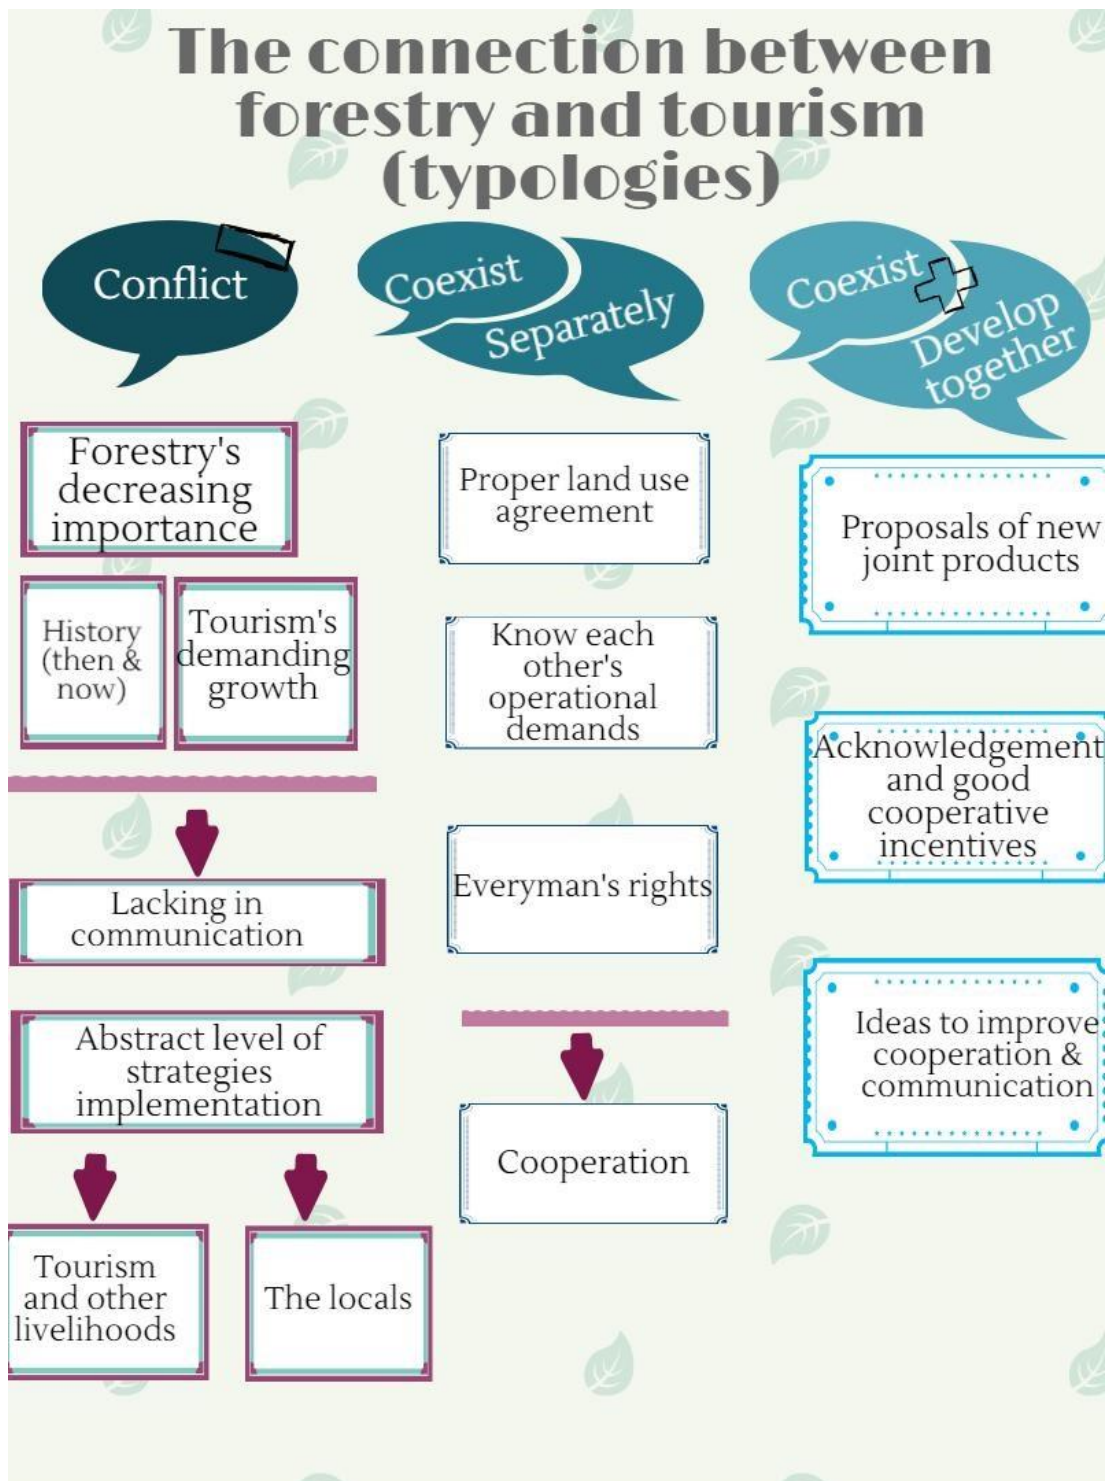 The connection between
forestry and tourism
(typologies)
Conflict
Forestry's
decreasing
importance
History
(then &
now)
Tourism's
demanding
growth
Lacking in
communication
Abstract level of
strategies
implementation
Tourism
and other
livelihoods
The locals
Coexist
Separately
Proper land use
agreement
Know each
other's
operational
demands
Everyman's rights
Cooperation
Coexist
Develop
together
Proposals of new
joint products
Acknowledgement
and good
cooperative
incentives
Ideas to improve
cooperation &
communication